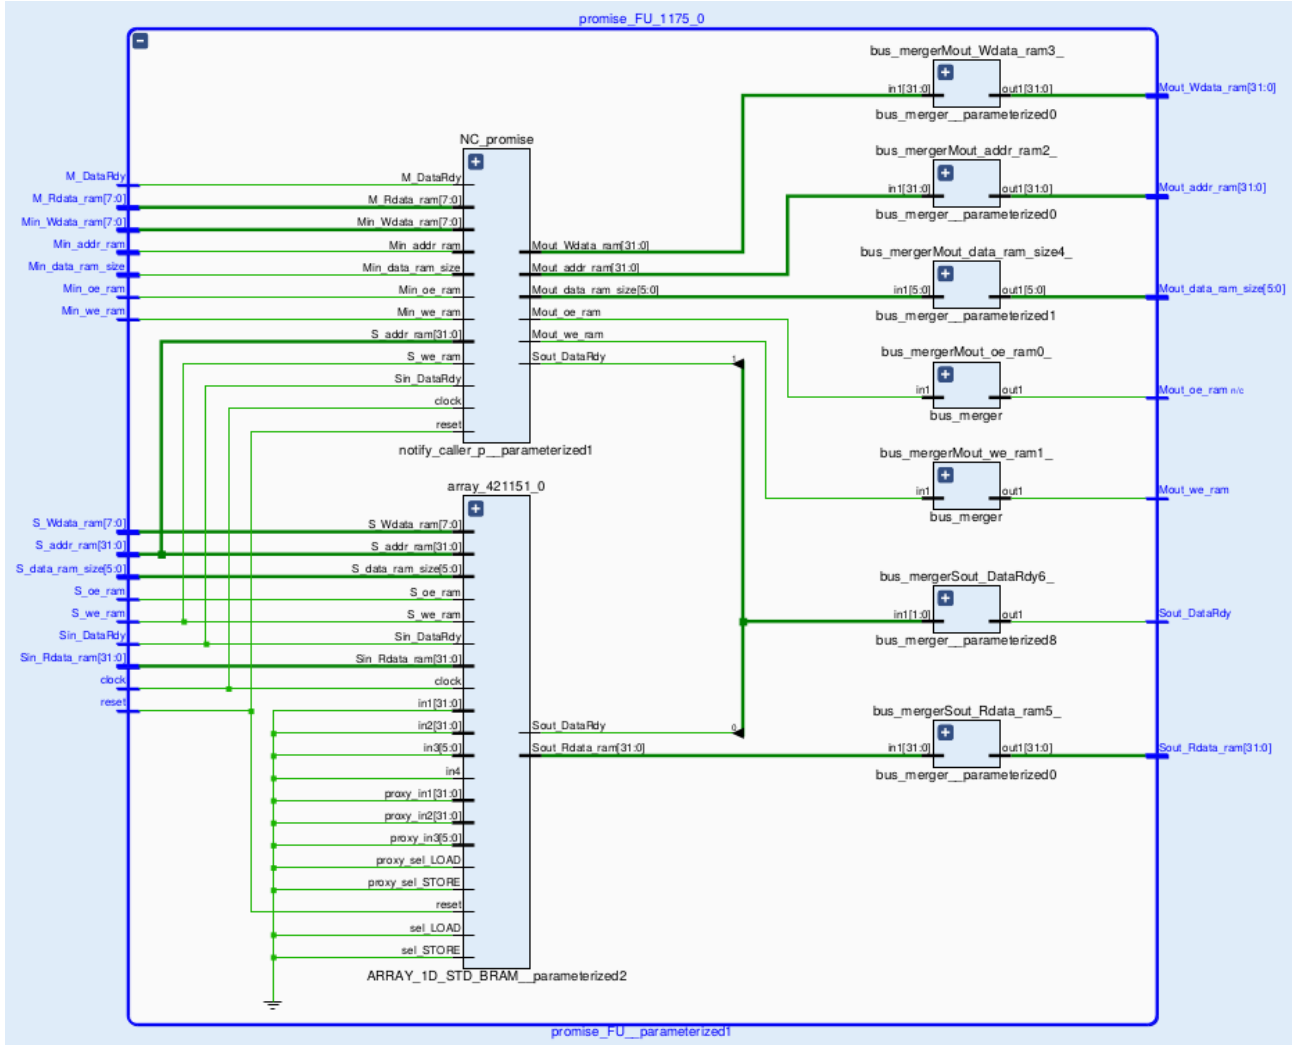 promise_FU_1175_0
bus_mergerMout_Wdata_ram3_
in1[31:0]
out1[31:0]
Mout_Wdata_ram[31:0]
bus_merger__parameterized0
NC_promise
bus_mergerMout_addr_ram2_
M_DataRdy
M_DataRdy
in1[31:0]
out1[31:0]
Mout_addr_ram[31:0]
M_Rdata_ram[7:0]
M_Rdata_ram[7:0]
bus_merger__parameterized0
Min_Wdata_ram[7:0]
Min_Wdata_ram[7:0]
Min_addr_ram
Min_addr_ram
Mout_Wdata_ram[31:0]
bus_mergerMout_data_ram_size4_
Min_data_ram_size
Min_data_ram_size
Mout_addr_ram[31:0]
Min_oe_ram
Min_oe_ram
Mout_data_ram_size[5:0]
in1[5:0]
out1[5:0]
Mout_data_ram_size[5:0]
Min_we_ram
Min_we_ram
Mout_oe_ram
bus_merger__parameterized1
S_addr_ram[31:0]
Mout_we_ram
S_we_ram
Sout_DataRdy
1
bus_mergerMout_oe_ram0_
Sin_DataRdy
in1
out1
Mout_oe_ram n/c
clock
bus_merger
reset
notify_caller_p__parameterized1
bus_mergerMout_we_ram1_
array_421151_0
in1
out1
Mout_we_ram
bus_merger
S_Wdata_ram[7:0]
S_Wdata_ram[7:0]
S_addr_ram[31:0]
S_addr_ram[31:0]
S_data_ram_size[5:0]
S_data_ram_size[5:0]
bus_mergerSout_DataRdy6_
S_oe_ram
S_oe_ram
S_we_ram
S_we_ram
in1[1:0]
out1
Sout_DataRdy
Sin_DataRdy
Sin_DataRdy
bus_merger__parameterized8
Sin_Rdata_ram[31:0]
Sin_Rdata_ram[31:0]
clock
clock
reset
in1[31:0]
bus_mergerSout_Rdata_ram5_
in2[31:0]
Sout_DataRdy
0
in3[5:0]
Sout_Rdata_ram[31:0]
in1[31:0]
out1[31:0]
Sout_Rdata_ram[31:0]
in4
bus_merger__parameterized0
proxy_in1[31:0]
proxy_in2[31:0]
proxy_in3[5:0]
proxy_sel_LOAD
proxy_sel_STORE
reset
sel_LOAD
sel_STORE
ARRAY_1D_STD_BRAM__parameterized2
promise_FU__parameterized1